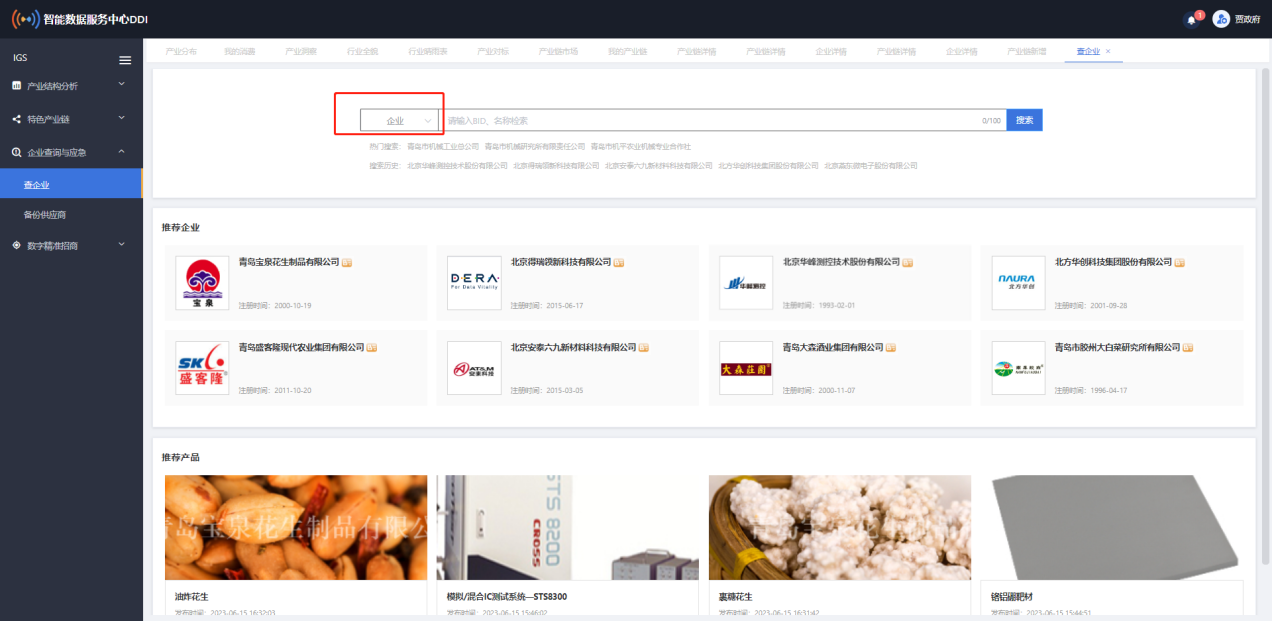 智能数据服务中心DDI
1
贾政府
IGS
产业结构分析
特色产业链
企业查询与应急
查企业
备份供应商
数字精准招商
产业分布 我的消息 产业洞察 行业全貌 行业晴雨表 产业对标 产业链市场 我的产业链 产业链详情 产业链详情 企业详情 产业链详情 企业详情 产业链新增 查企业 ×
企业 请输入BID、名称检索 0/100 搜索
热门搜索: 青岛市机械工业总公司 青岛市机械研究所有限责任公司 青岛市机平农业机械专业合作社
搜索历史: 北京华峰测控技术股份有限公司 北京得瑞领新科技有限公司 北京安泰六九新材料科技有限公司 北方华创科技集团股份有限公司
推荐企业
宝泉
青岛宝泉花生制品有限公司
注册时间: 2000-10-19
DERA
For Data Vitality
北京得瑞领新科技有限公司
注册时间: 2015-06-17
华峰测控
北京华峰测控技术股份有限公司
注册时间: 1993-02-01
NAURA
北方华创
北方华创科技集团股份有限公司
注册时间: 2001-09-28
SK
盛客隆
青岛盛客隆现代农业集团有限公司
注册时间: 2011-10-20
AT&M
安泰科技
北京安泰六九新材料科技有限公司
注册时间: 2015-03-05
大森莊園
青岛大森酒业集团有限公司
注册时间: 2000-11-07
青岛市胶州大白菜研究所有限公司
注册时间: 1996-04-17
推荐产品
青岛宝泉花生制品有限公
油炸花生
发布时间: 2023-06-15 16:32:03
STS 8200
CROSS
模拟/混合IC测试系统—STS8300
发布时间: 2023-06-15 15:46:02
裹糖花生
发布时间: 2023-06-15 16:31:42
铬铝硼靶材
发布时间: 2023-06-15 15:44:51